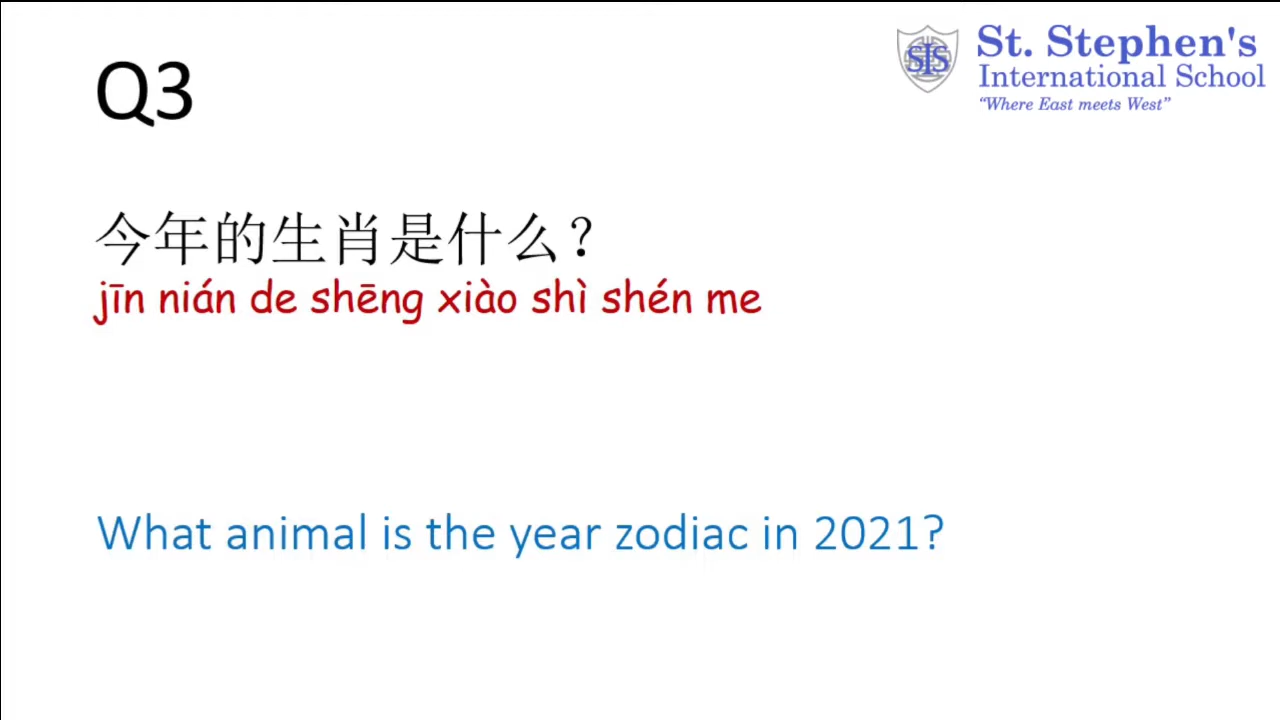 Q3
St. Stephen's
International School
“Where East meets West”
SIS
今年的生肖是什么？
jīn nián de shēng xiào shì shén me
What animal is the year zodiac in 2021?